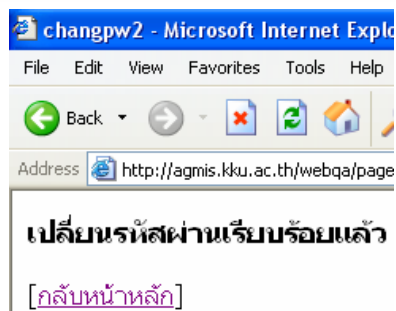 changpw2 - Microsoft Internet Explo
File Edit View Favorites Tools Help
Back
Address http://agmis.kku.ac.th/webqa/page
เปลี่ยนรหัสผ่านเรียบร้อยแล้ว
[กลับหน้าหลัก]